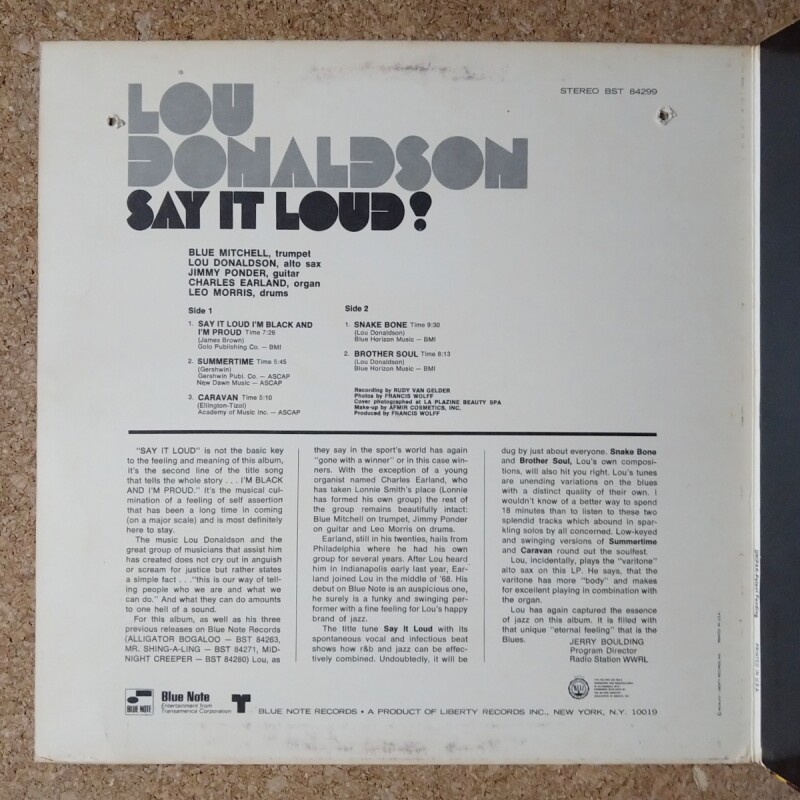 STEREO BST 84299
LOU
DONALDSON
SAY IT LOUD!
BLUE MITCHELL, trumpet
LOU DONALDSON, alto sax
JIMMY PONDER, guitar
CHARLES EARLAND, organ
LEO MORRIS, drums
Side 1
1. SAY IT LOUD I'M BLACK AND
I'M PROUD Time 7:26
(James Brown)
Golo Publishing Co. — BMI
2. SUMMERTIME Time 5:45
(Gershwin)
Gershwin Publ. Co. — ASCAP
New Dawn Music — ASCAP
3. CARAVAN Time 5:10
(Ellington-Tizol)
Academy of Music Inc. — ASCAP
Side 2
1. SNAKE BONE Time 9:30
(Lou Donaldson)
Blue Horizon Music — BMI
2. BROTHER SOUL Time 8:13
(Lou Donaldson)
Blue Horizon Music — BMI
Recording by RUDY VAN GELDER
Photos by FRANCIS WOLFF
Cover photographed at LA PLAZINE BEAUTY SPA
Make-up by AFMIR COSMETICS, INC.
Produced by FRANCIS WOLFF
"SAY IT LOUD" is not the basic key
to the feeling and meaning of this album,
it's the second line of the title song
that tells the whole story . . . I'M BLACK
AND I'M PROUD." It's the musical cul-
mination of a feeling of self assertion
that has been a long time in coming
(on a major scale) and is most definitely
here to stay.
The music Lou Donaldson and the
great group of musicians that assist him
has created does not cry out in anguish
or scream for justice but rather states
a simple fact . . ."this is our way of tell-
ing people who we are and what we
can do." And what they can do amounts
to one hell of a sound.
For this album, as well as his three
previous releases on Blue Note Records
(ALLIGATOR BOGALOO — BST 84263,
MR. SHING-A-LING — BST 84271, MID-
NIGHT CREEPER — BST 84280) Lou, as
they say in the sport's world has again
"gone with a winner" or in this case win-
ners. With the exception of a young
organist named Charles Earland, who
has taken Lonnie Smith's place (Lonnie
has formed his own group) the rest of
the group remains beautifully intact:
Blue Mitchell on trumpet, Jimmy Ponder
on guitar and Leo Morris on drums.
Earland, still in his twenties, hails from
Philadelphia where he had his own
group for several years. After Lou heard
him in Indianapolis early last year, Earl-
and joined Lou in the middle of '68. His
debut on Blue Note is an auspicious one,
he surely is a funky and swinging per-
former with a fine feeling for Lou's happy
brand of jazz.
The title tune Say It Loud with its
spontaneous vocal and infectious beat
shows how r&b and jazz can be effec-
tively combined. Undoubtedly, it will be
dug by just about everyone. Snake Bone
and Brother Soul, Lou's own composi-
tions, will also hit you right. Lou's tunes
are unending variations on the blues
with a distinct quality of their own. I
wouldn't know of a better way to spend
18 minutes than to listen to these two
splendid tracks which abound in spar-
kling solos by all concerned. Low-keyed
and swinging versions of Summertime
and Caravan round out the soulfest.
Lou, incidentally, plays the "varitone"
alto sax on this LP. He says, that the
varitone has more "body" and makes
for excellent playing in combination with
the organ.
Lou has again captured the essence
of jazz on this album. It is filled with
that unique "eternal feeling" that is the
Blues.
JERRY BOULDING
Program Director
Radio Station WWRL
BLUE NOTE
Blue Note
Entertainment from
Transamerica Corporation
BLUE NOTE RECORDS • A PRODUCT OF LIBERTY RECORDS INC., NEW YORK, N.Y. 10019